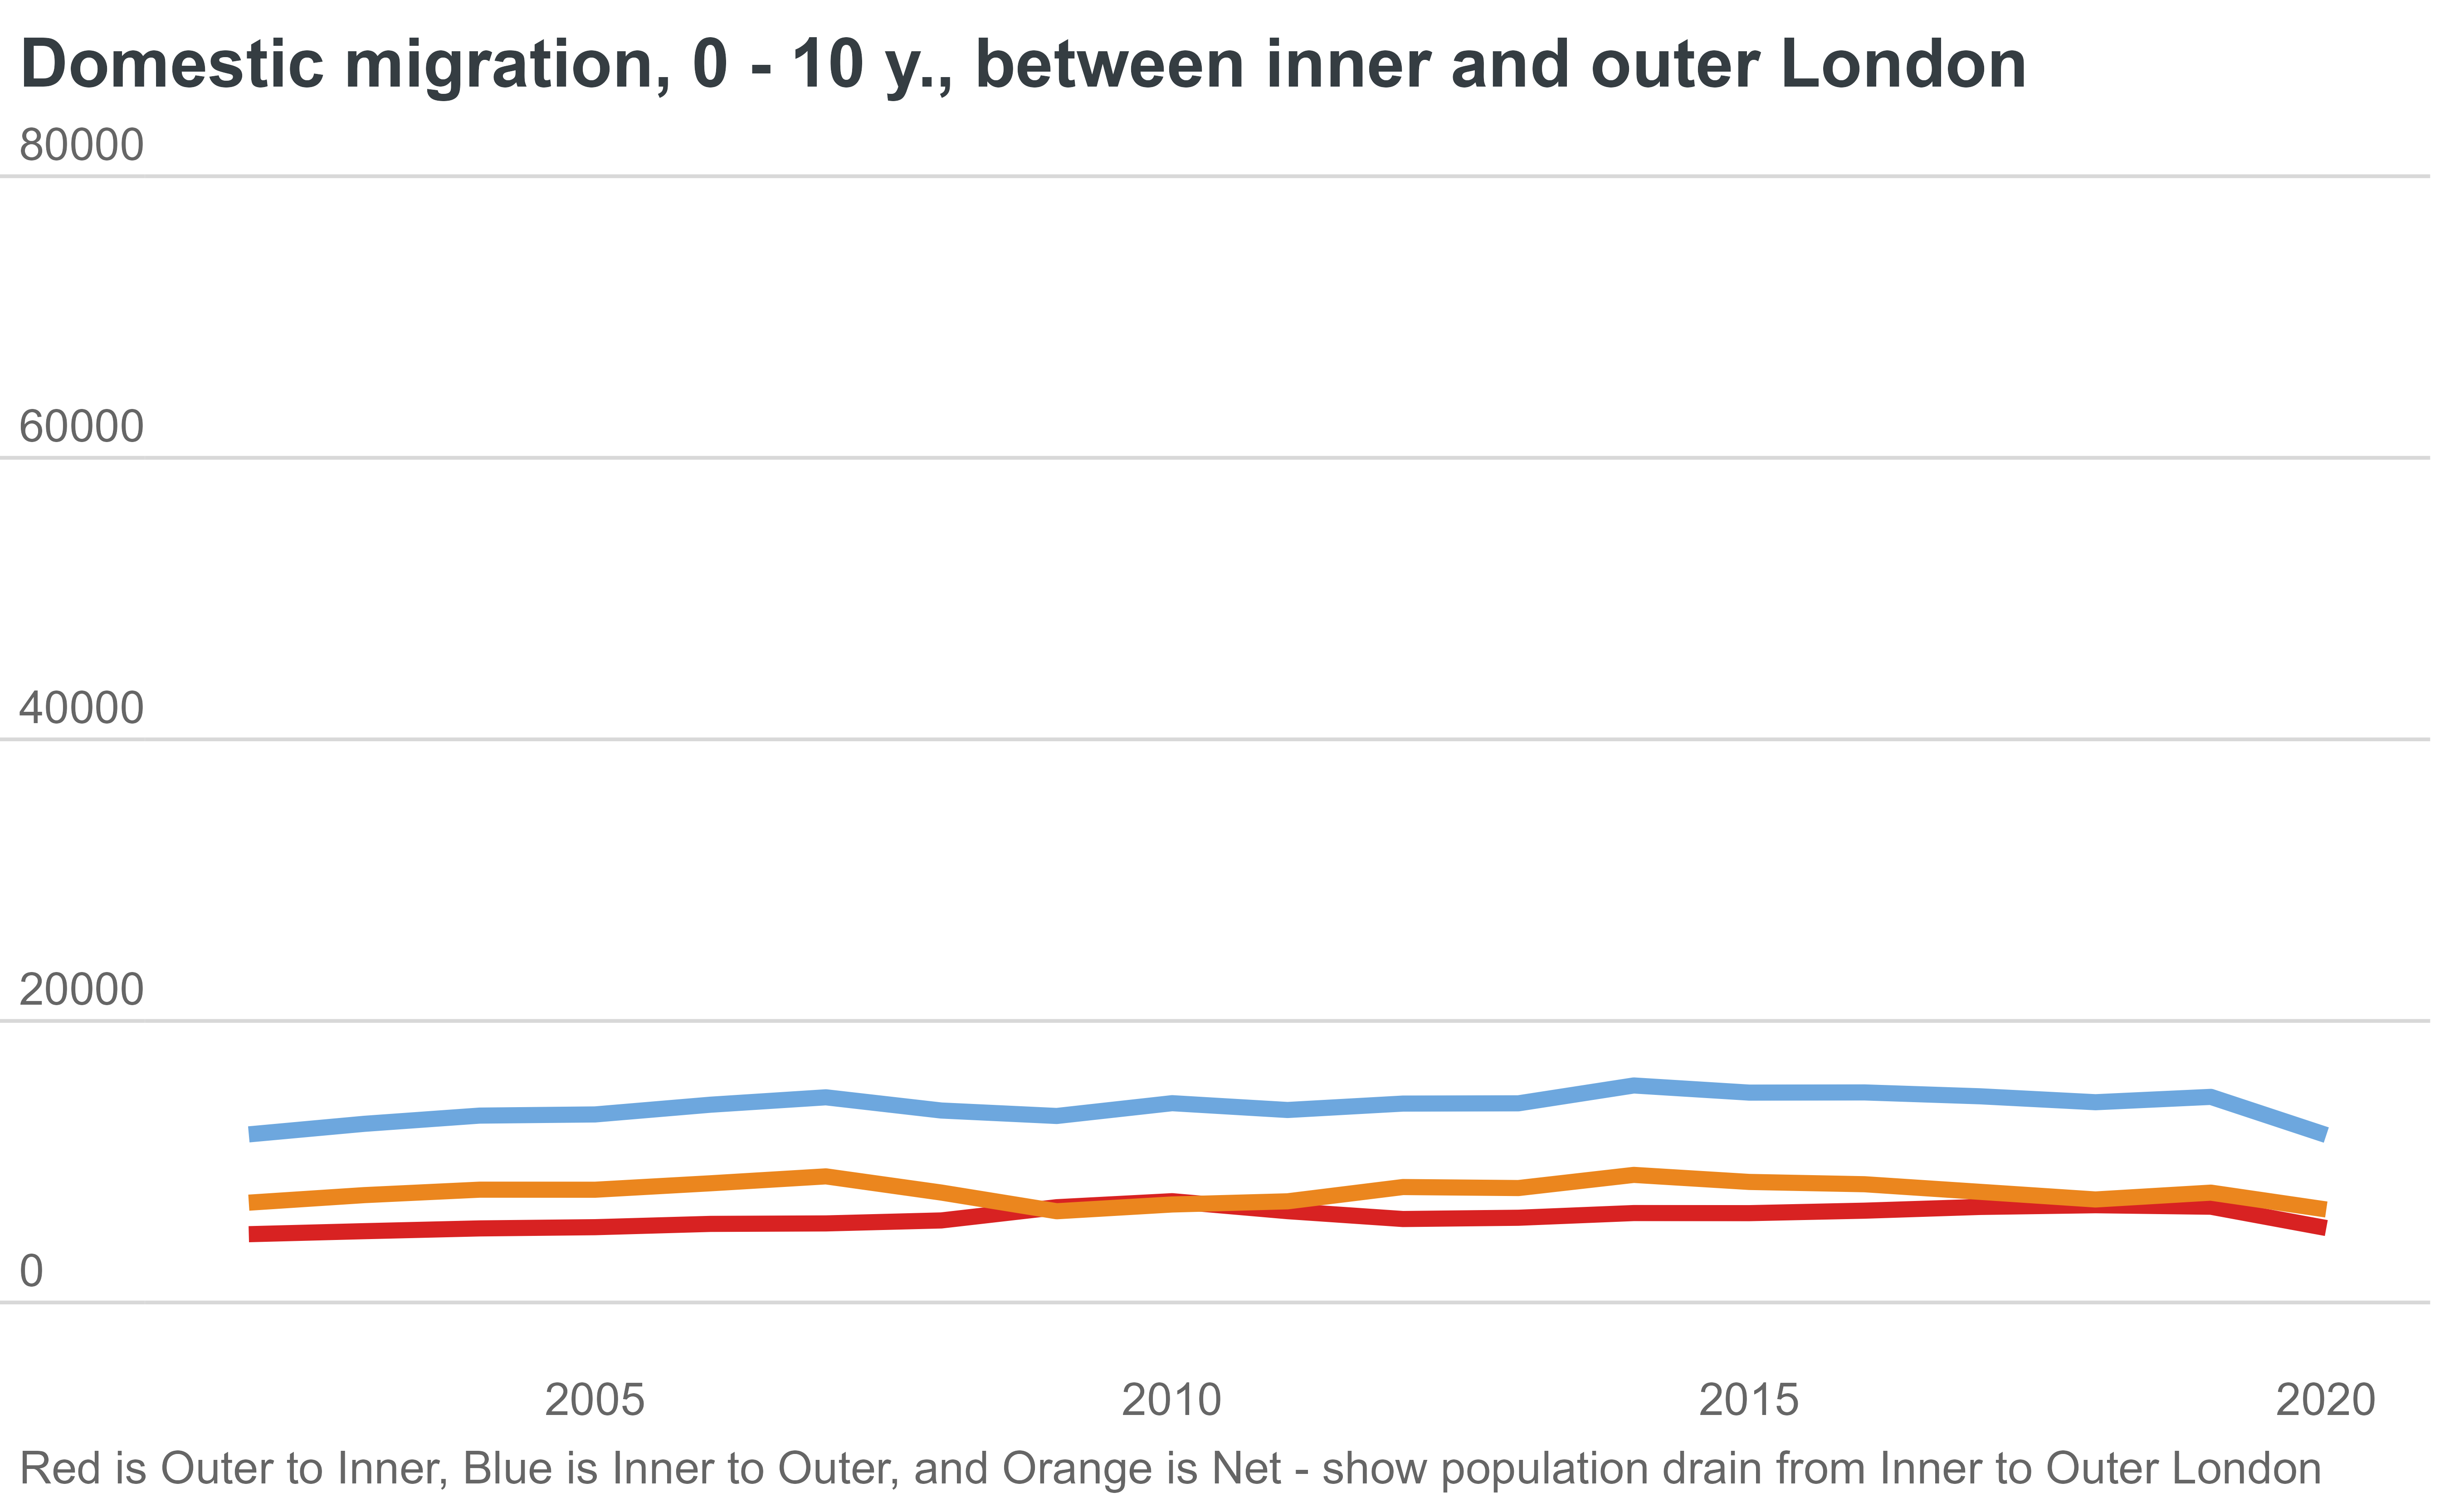 Domestic migration, 0 - 10 y., between inner and outer London
80000
60000
40000
20000
0
2005 2010 2015 2020
Red is Outer to Inner, Blue is Inner to Outer, and Orange is Net - show population drain from Inner to Outer London